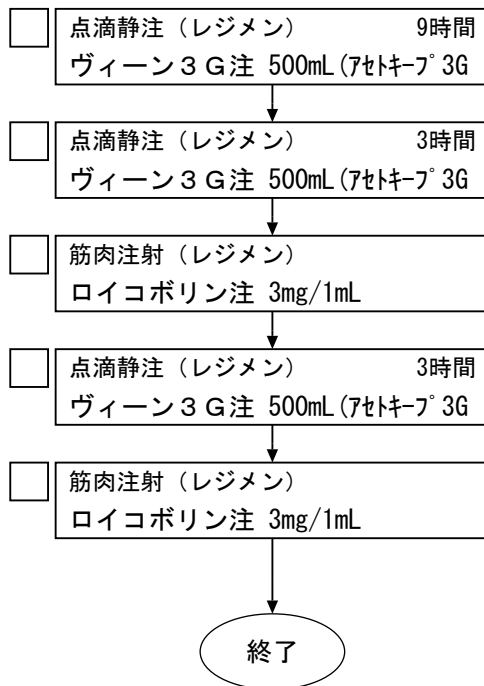 点滴静注（レジメン） 9時間
ヴィーン３Ｇ注 500mL(ｱｾﾄｷｰﾌﾟ3G
点滴静注（レジメン） 3時間
ヴィーン３Ｇ注 500mL(ｱｾﾄｷｰﾌﾟ3G
筋肉注射（レジメン）
ロイコボリン注 3mg/1mL
点滴静注（レジメン） 3時間
ヴィーン３Ｇ注 500mL(ｱｾﾄｷｰﾌﾟ3G
筋肉注射（レジメン）
ロイコボリン注 3mg/1mL
終了